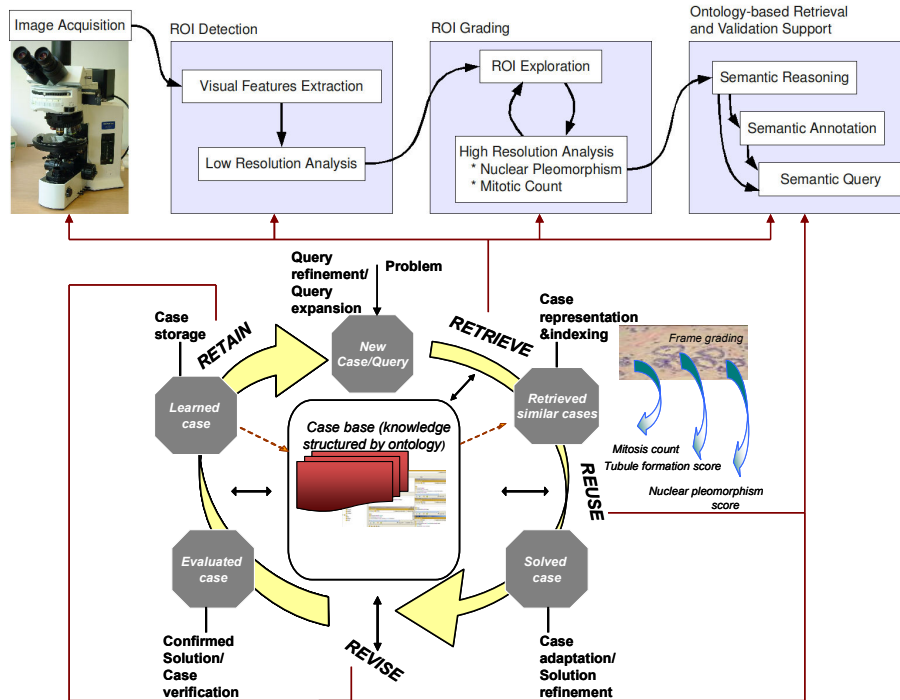 Image Acquisition
ROI Detection
Visual Features Extraction
Low Resolution Analysis
ROI Grading
ROI Exploration
High Resolution Analysis
* Nuclear Pleomorphism
* Mitotic Count
Ontology-based Retrieval
and Validation Support
Semantic Reasoning
Semantic Annotation
Semantic Query
Query
refinement/
Query
expansion
Problem
Case
storage
RETAIN
New
Case/Query
RETRIEVE
Case
representation
&indexing
Frame grading
Learned
case
Case base (knowledge
structured by ontology)
Retrieved
similar cases
Mitosis count
Tubule formation score
Nuclear pleomorphism
score
REUSE
Evaluated
case
Solved
case
Confirmed
Solution/
Case
verification
REVISE
Case
adaptation/
Solution
refinement